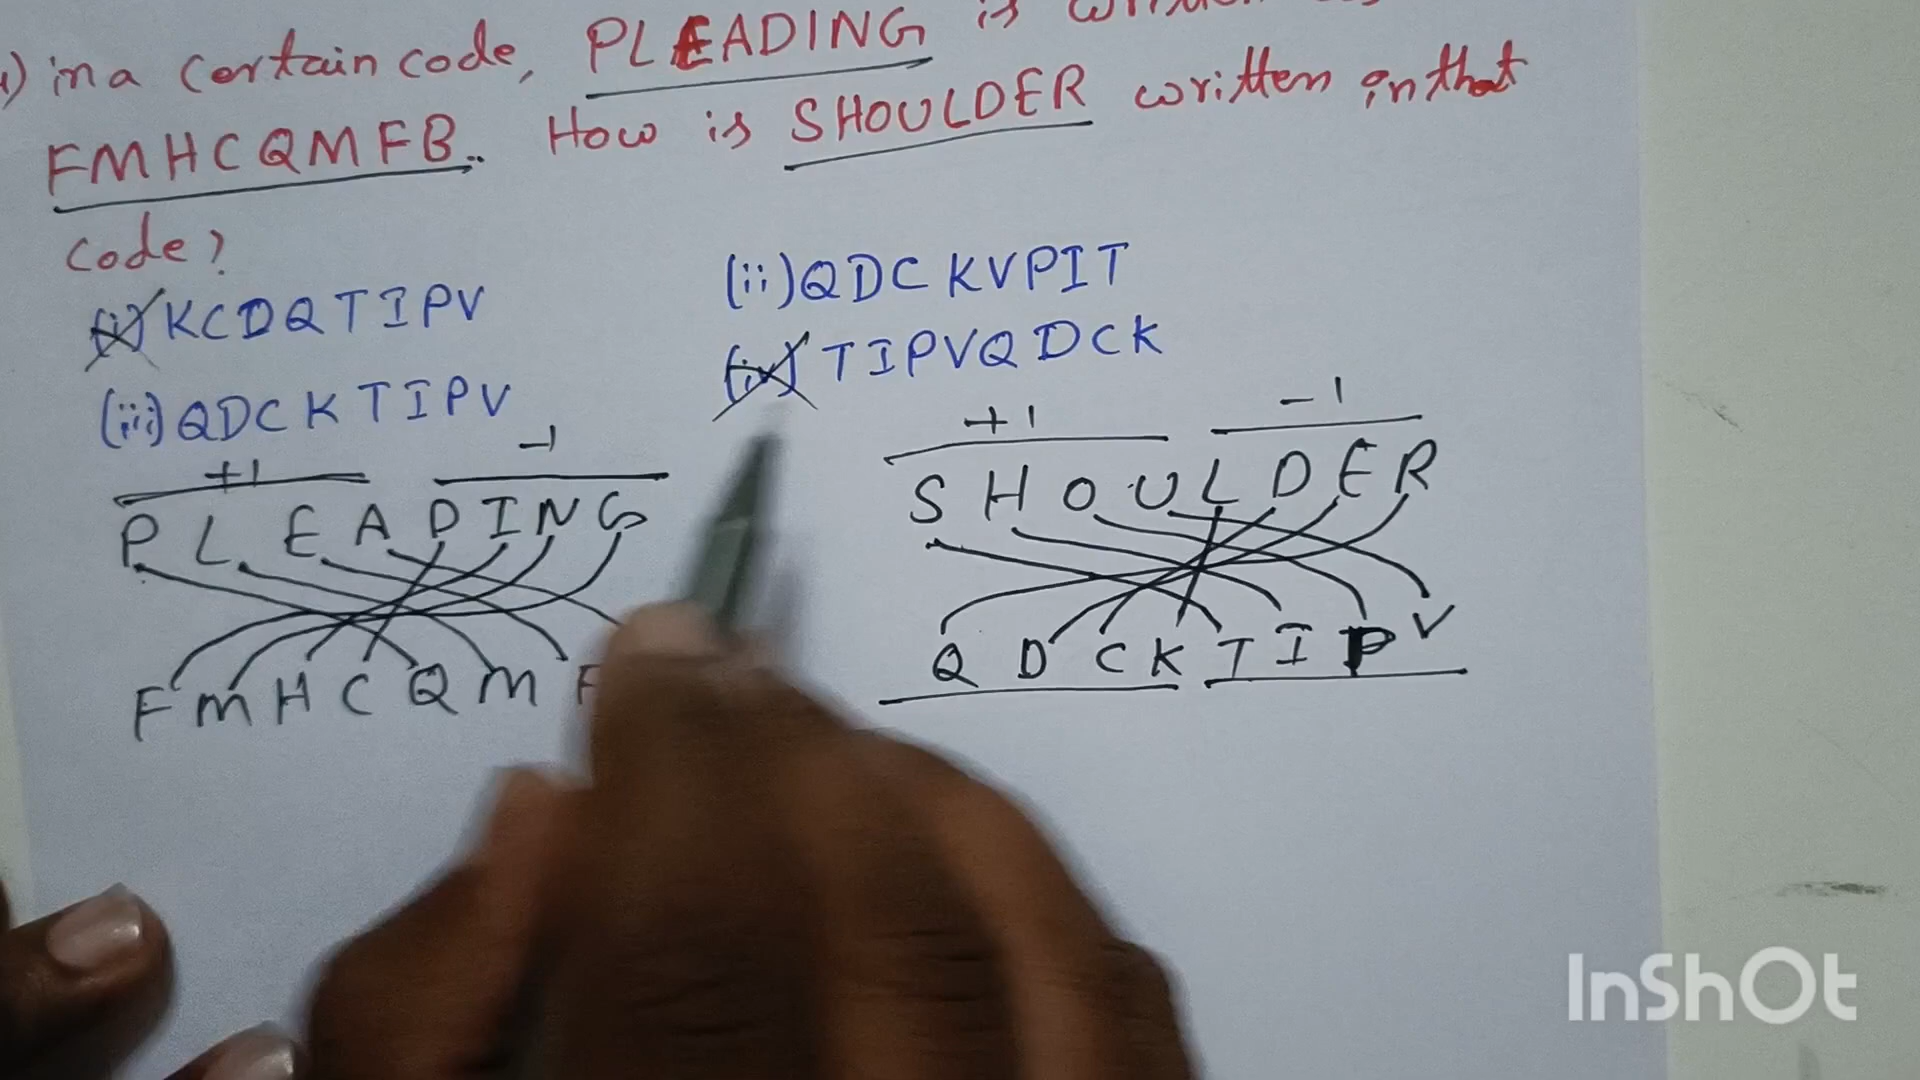 in a certain code, PLEADING is
FMHCQMFB.. How is SHOULDER written in that
code?
(i) KCDQTIPV (ii) QDCKVPIT
(iii) QDCKTIPV (iv) TIPVQDCK
+1 -1 +1 -1
PLEADING SHOULDER
FMHCQMF QDCKTIPV
InShOt